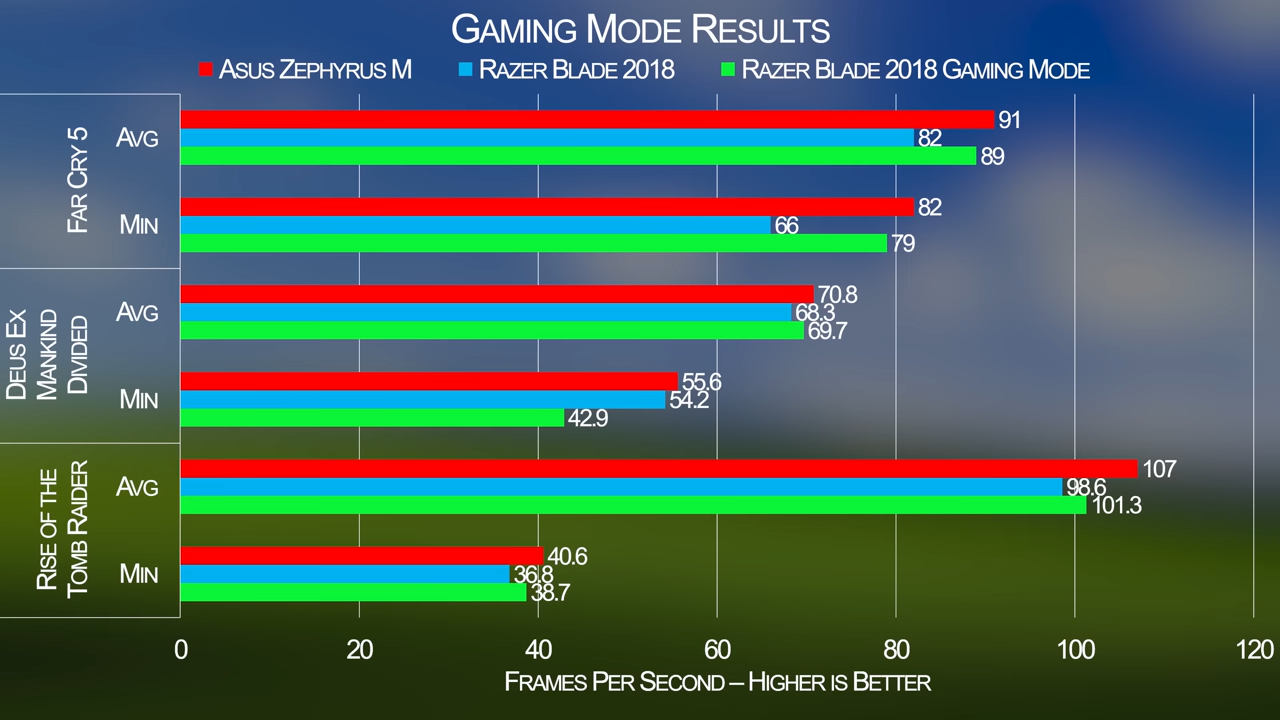 Gaming Mode Results
Asus Zephyrus M Razer Blade 2018 Razer Blade 2018 Gaming Mode
Far Cry 5
Avg
91
82
89
Min
82
66
79
Deus Ex
Mankind
Divided
Avg
70.8
68.3
69.7
Min
55.6
54.2
42.9
Rise of the
Tomb Raider
Avg
107
98.6
101.3
Min
40.6
36.8
38.7
0 20 40 60 80 100 120
Frames Per Second – Higher is Better